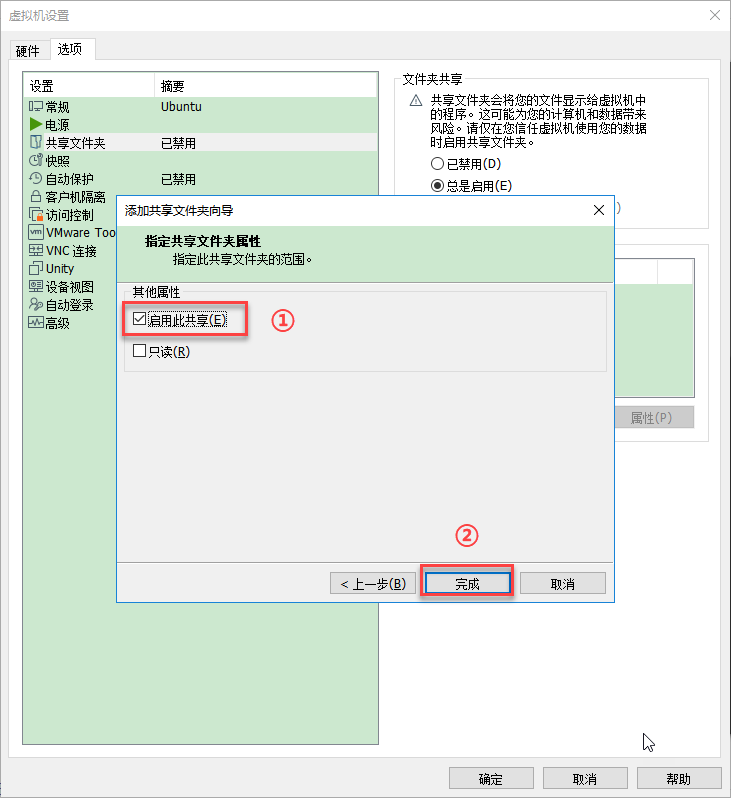 虚拟机设置
硬件
选项
设置 摘要
常规 Ubuntu
电源
共享文件夹 已禁用
快照
自动保护 已禁用
客户机隔离
访问控制
VMware Too
VNC 连接
Unity
设备视图
自动登录
高级
文件夹共享
共享文件夹会将您的文件显示给虚拟机中
的程序。这可能为您的计算机和数据带来
风险。请仅在您信任虚拟机使用您的数据
时启用共享文件夹。
已禁用(D)
总是启用(E)
)
属性(P)
添加共享文件夹向导
指定共享文件夹属性
指定此共享文件夹的范围。
其他属性
启用此共享(E)
①
只读(R)
②
< 上一步(B)
完成
取消
确定
取消
帮助